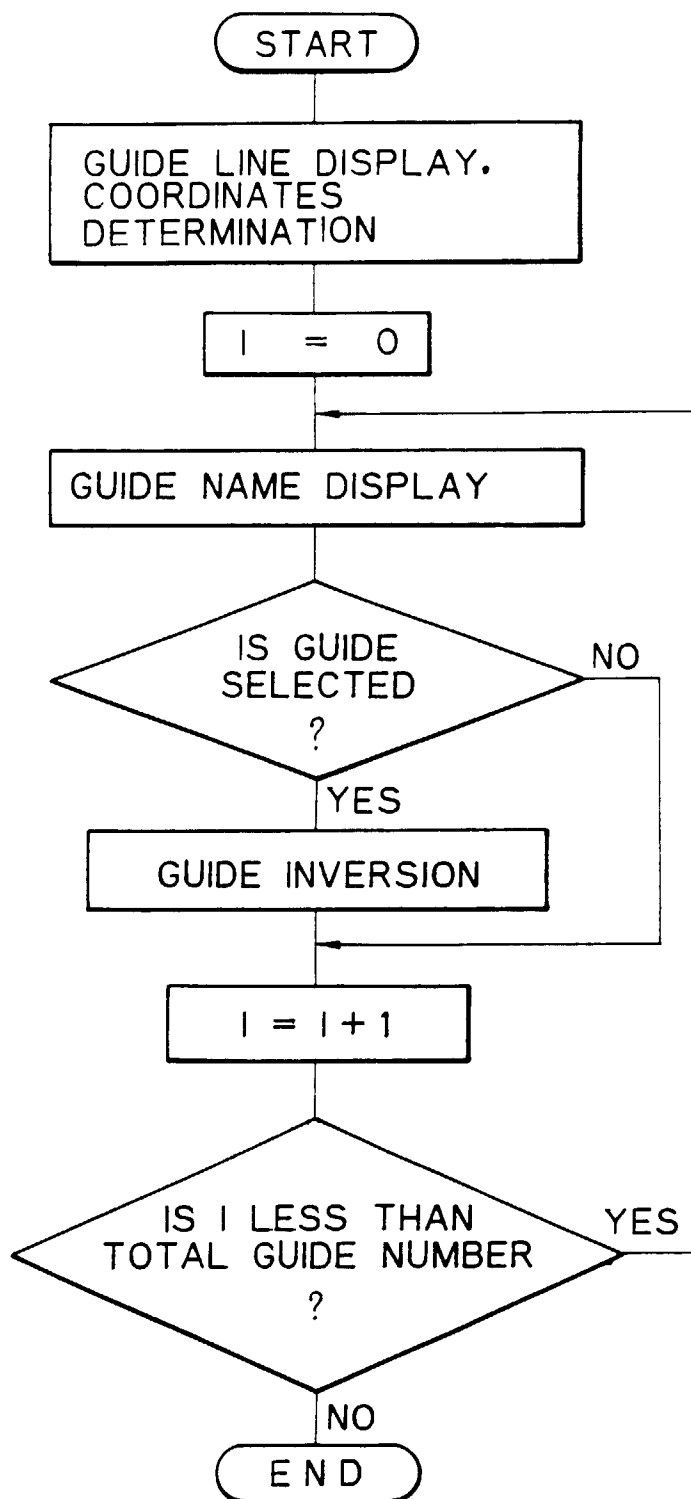 START
GUIDE LINE DISPLAY.
COORDINATES
DETERMINATION
I = 0
GUIDE NAME DISPLAY
IS GUIDE
SELECTED
?
NO
YES
GUIDE INVERSION
I = I + 1
IS I LESS THAN
TOTAL GUIDE NUMBER
?
YES
NO
END